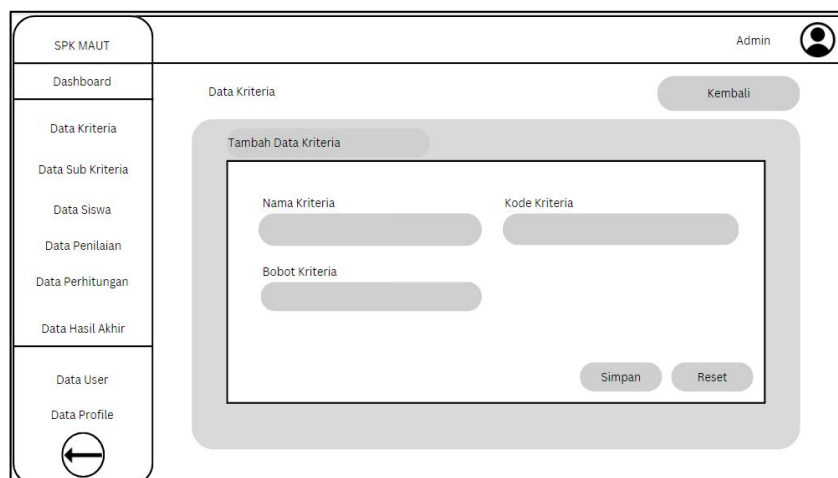 SPK MAUT
Admin
Dashboard
Data Kriteria
Data Sub Kriteria
Data Siswa
Data Penilaian
Data Perhitungan
Data Hasil Akhir
Data User
Data Profile
Data Kriteria
Kembali
Tambah Data Kriteria
Nama Kriteria
Kode Kriteria
Bobot Kriteria
Simpan
Reset